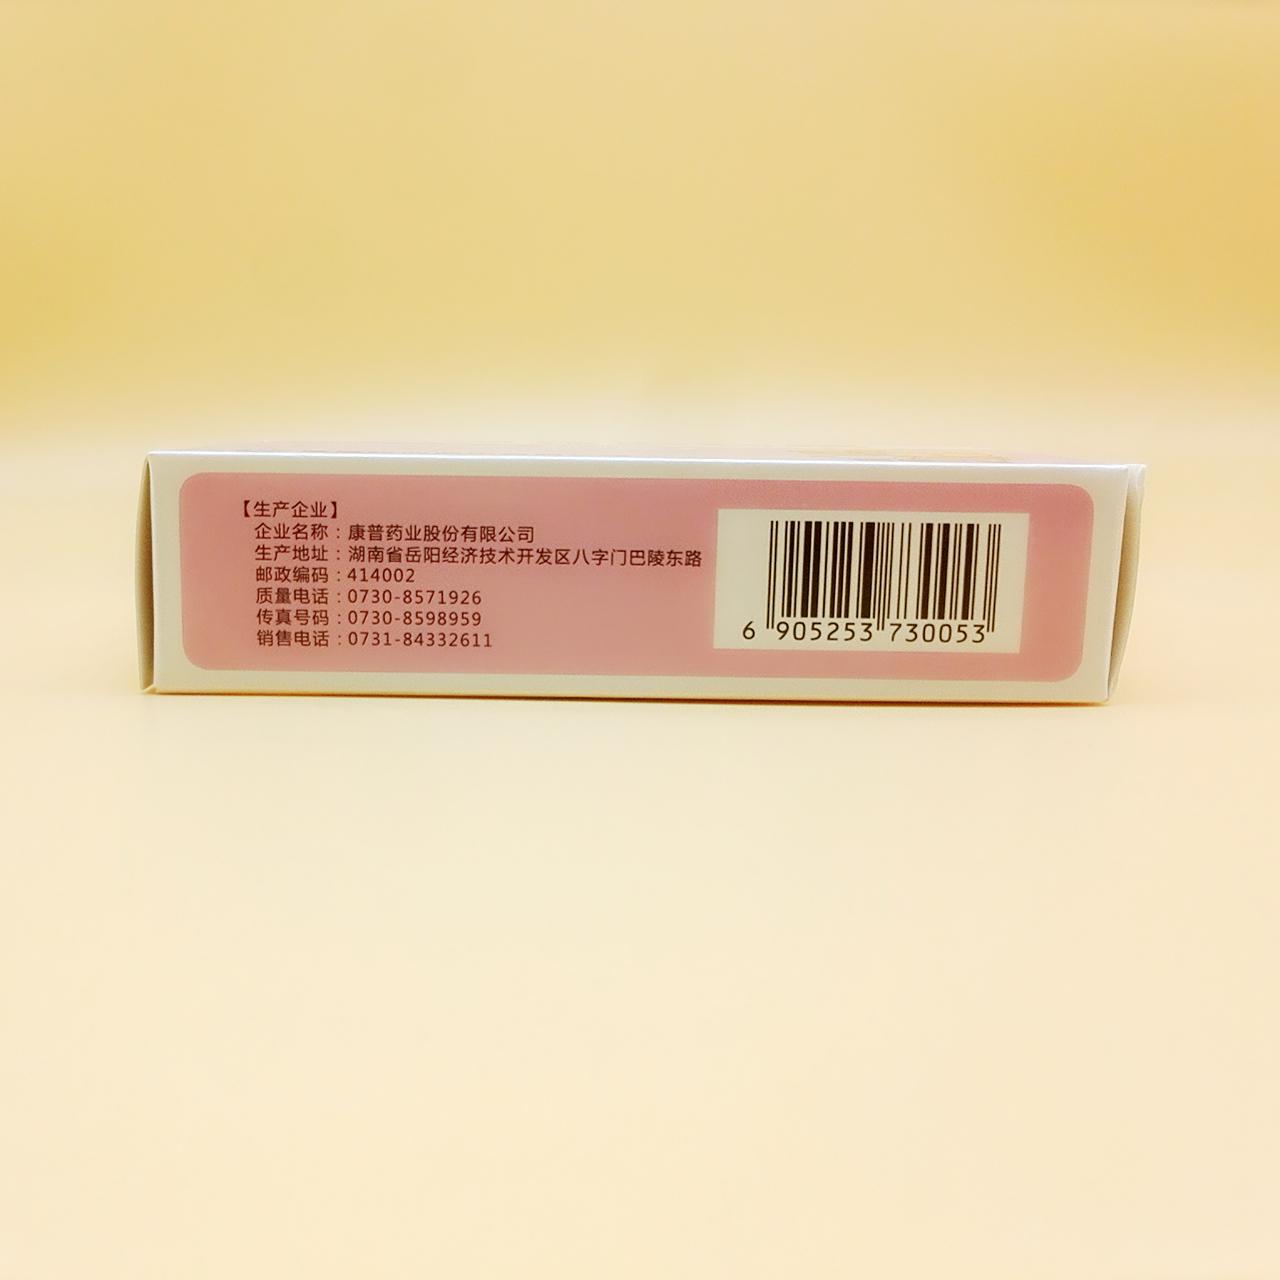 【生产企业】
企业名称：康普药业股份有限公司
生产地址：湖南省岳阳经济技术开发区八字门巴陵东路
邮政编码：414002
质量电话：0730-8571926
传真号码：0730-8598959
销售电话：0731-84332611
6 905253 730053